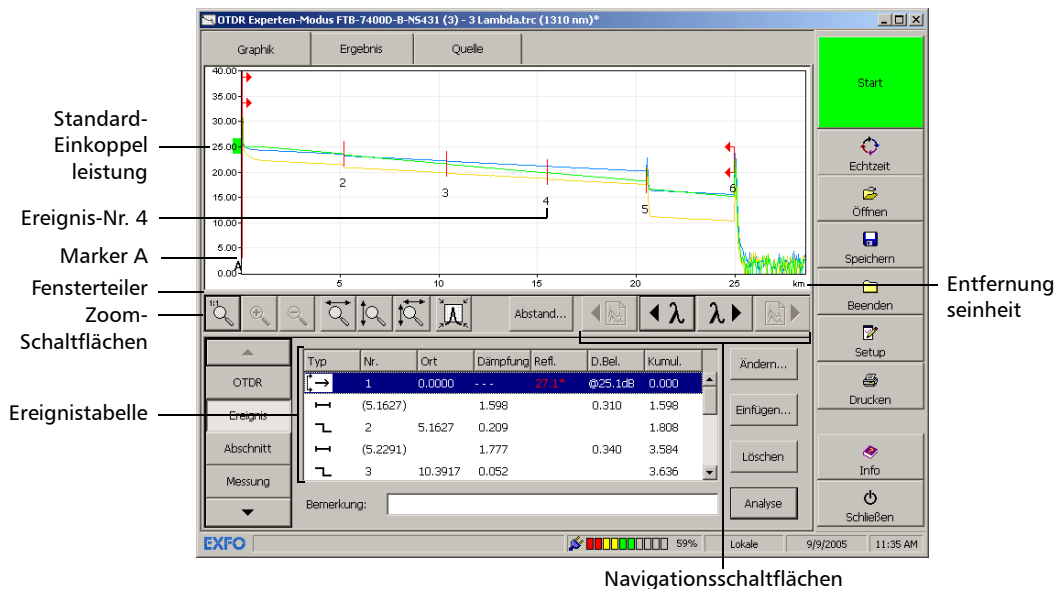 OTDR Experten-Modus FTB-7400D-B-NS431 (3) - 3 Lambda.trc (1310 nm)*
Graphik Ergebnis Quelle
Start
Echtzeit
Öffnen
Speichern
Beenden
Setup
Drucken
Info
Schließen
40.00
35.00
30.00
25.00
20.00
15.00
10.00
5.00
0.00
A
2
3
4
5
6
5 10 15 20 25 km
Standard-
Einkoppel
leistung
Ereignis-Nr. 4
Marker A
Fensterteiler
Zoom-
Schaltflächen
Ereignistabelle
Entfernung
seinheit
1:1
Abstand...
λ λ
OTDR
Ereignis
Abschnitt
Messung
Typ Nr. Ort Dämpfung Refl. D.Bel. Kumul.
1 0.0000 --- 27.1* @25.1dB 0.000
(5.1627) 1.598 0.310 1.598
2 5.1627 0.209 1.808
(5.2291) 1.777 0.340 3.584
3 10.3917 0.052 3.636
Bemerkung:
Ändern...
Einfügen...
Löschen
Analyse
EXFO 59% Lokale 9/9/2005 11:35 AM
Navigationsschaltflächen